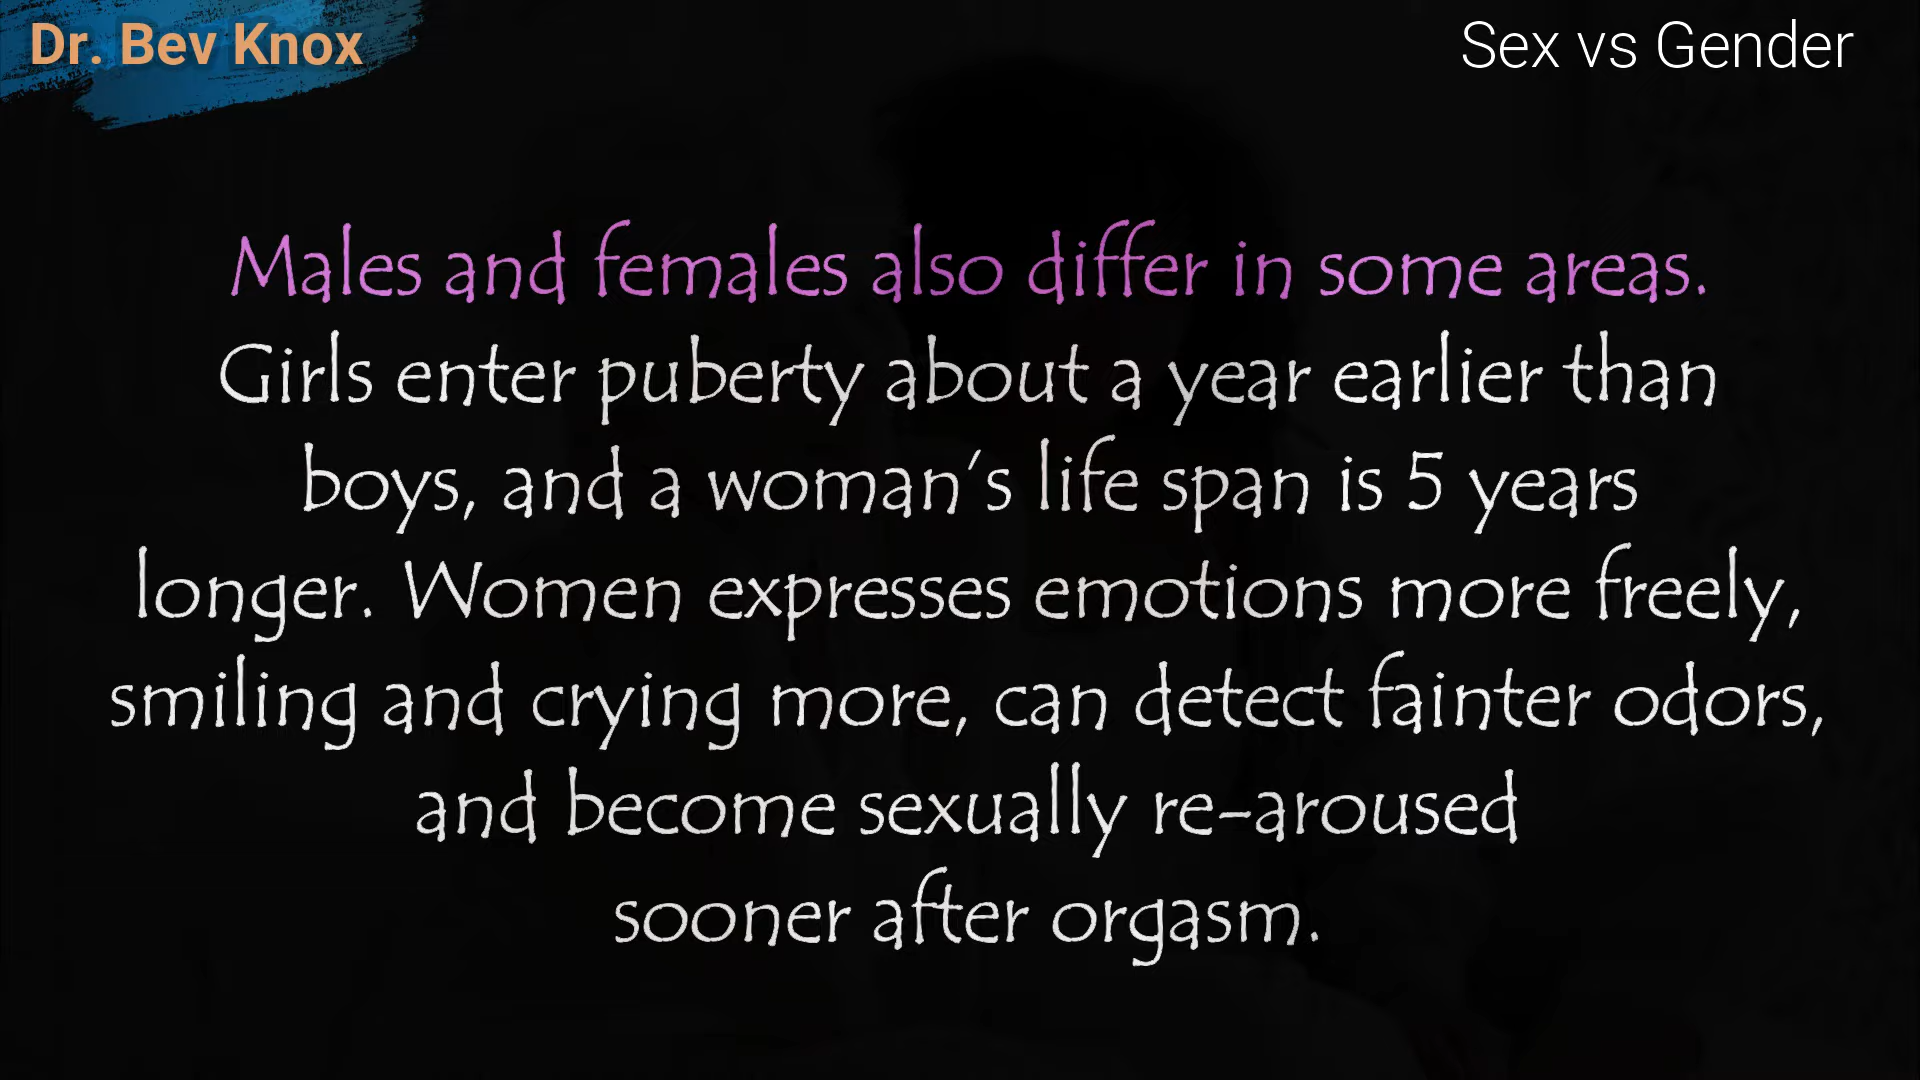 Dr. Bev Knox
Sex vs Gender
Males and females also differ in some areas.
Girls enter puberty about a year earlier than
boys, and a woman's life span is 5 years
longer. Women expresses emotions more freely,
smiling and crying more, can detect fainter odors,
and become sexually re-aroused
sooner after orgasm.